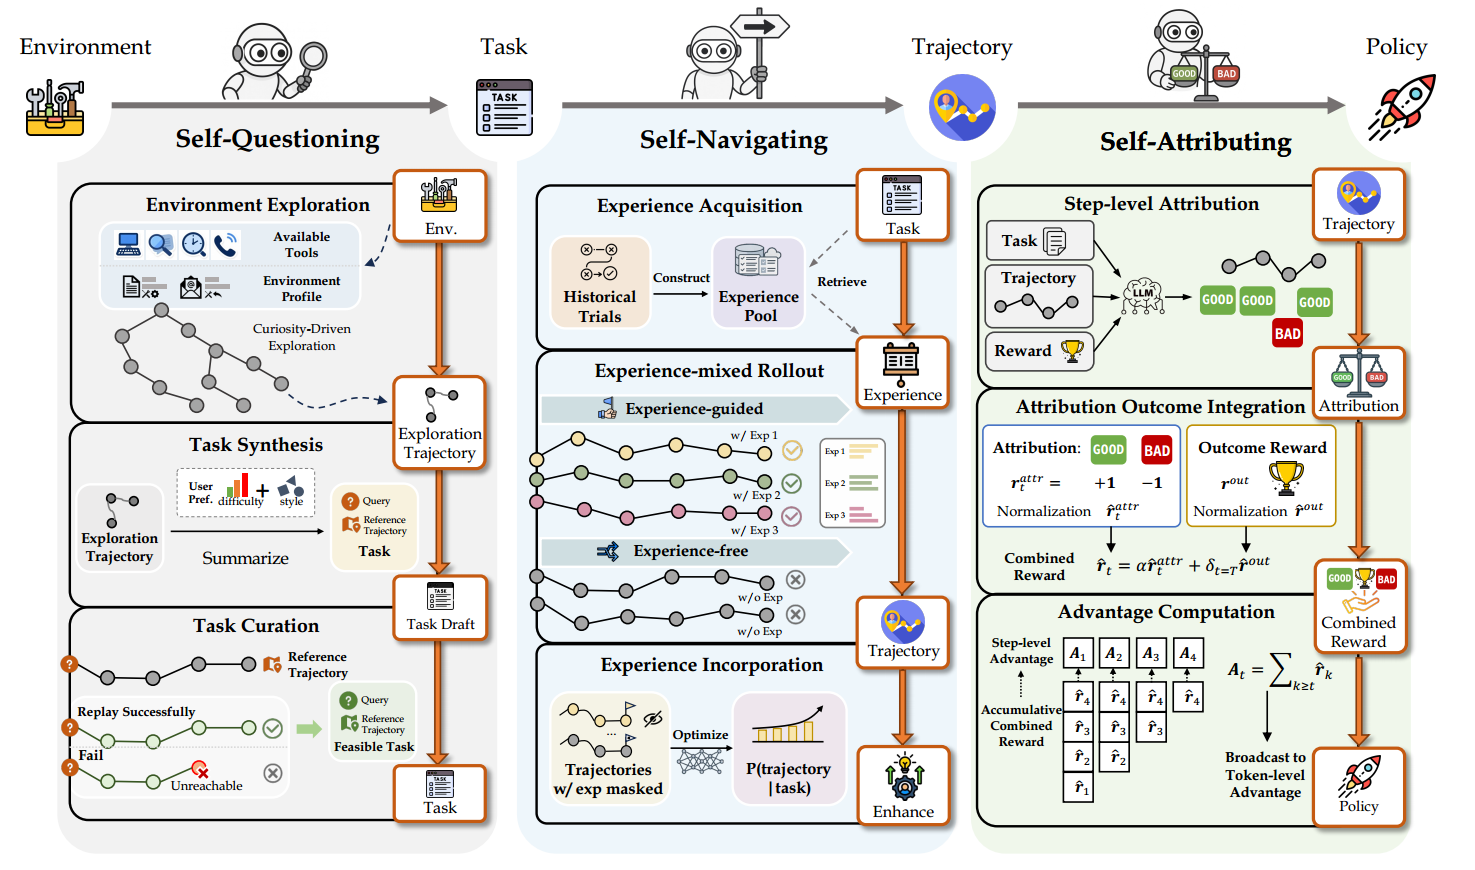 Environment
Task
Trajectory
Policy
TASK
GOOD
BAD
Self-Questioning
Self-Navigating
Self-Attributing
Environment Exploration
Env.
Available
Tools
Environment
Profile
Curiosity-Driven
Exploration
Exploration
Trajectory
Task Synthesis
User
Pref.
difficulty
+
style
Exploration
Trajectory
Summarize
? Query
Reference
Trajectory
Task
TASK
Task Draft
Task Curation
?
Reference
Trajectory
Replay Successfully
?
Fail
?
Unreachable
? Query
Reference
Trajectory
Feasible Task
TASK
Task
Experience Acquisition
TASK
Task
Historical
Trials
Construct
Experience
Pool
Retrieve
Experience
Experience-mixed Rollout
Experience-guided
w/ Exp 1
w/ Exp 2
w/ Exp 3
Exp 1
Exp 2
Exp 3
Experience-free
w/o Exp
w/o Exp
Trajectory
Experience Incorporation
...
Trajectories
w/ exp masked
Optimize
P(trajectory
|task)
Enhance
Step-level Attribution
Trajectory
Task
Trajectory
Reward
LLM
GOOD GOOD GOOD
BAD
GOOD BAD
Attribution
Attribution Outcome Integration
Attribution: GOOD BAD
r_t^{attr} = +1 −1
Normalization r̂_t^{attr}
Outcome Reward
r^{out}
Normalization r̂^{out}
Combined
Reward
r̂_t = αr̂_t^{attr} + δ_{t=T}r̂^{out}
GOOD BAD
Combined
Reward
Advantage Computation
Step-level
Advantage
Accumulative
Combined
Reward
A_1 A_2 A_3 A_4
r̂_4 r̂_4 r̂_4 r̂_4
r̂_3 r̂_3 r̂_3
r̂_2 r̂_2
r̂_1
A_t = ∑_{k≥t} r̂_k
Broadcast to
Token-level
Advantage
Policy